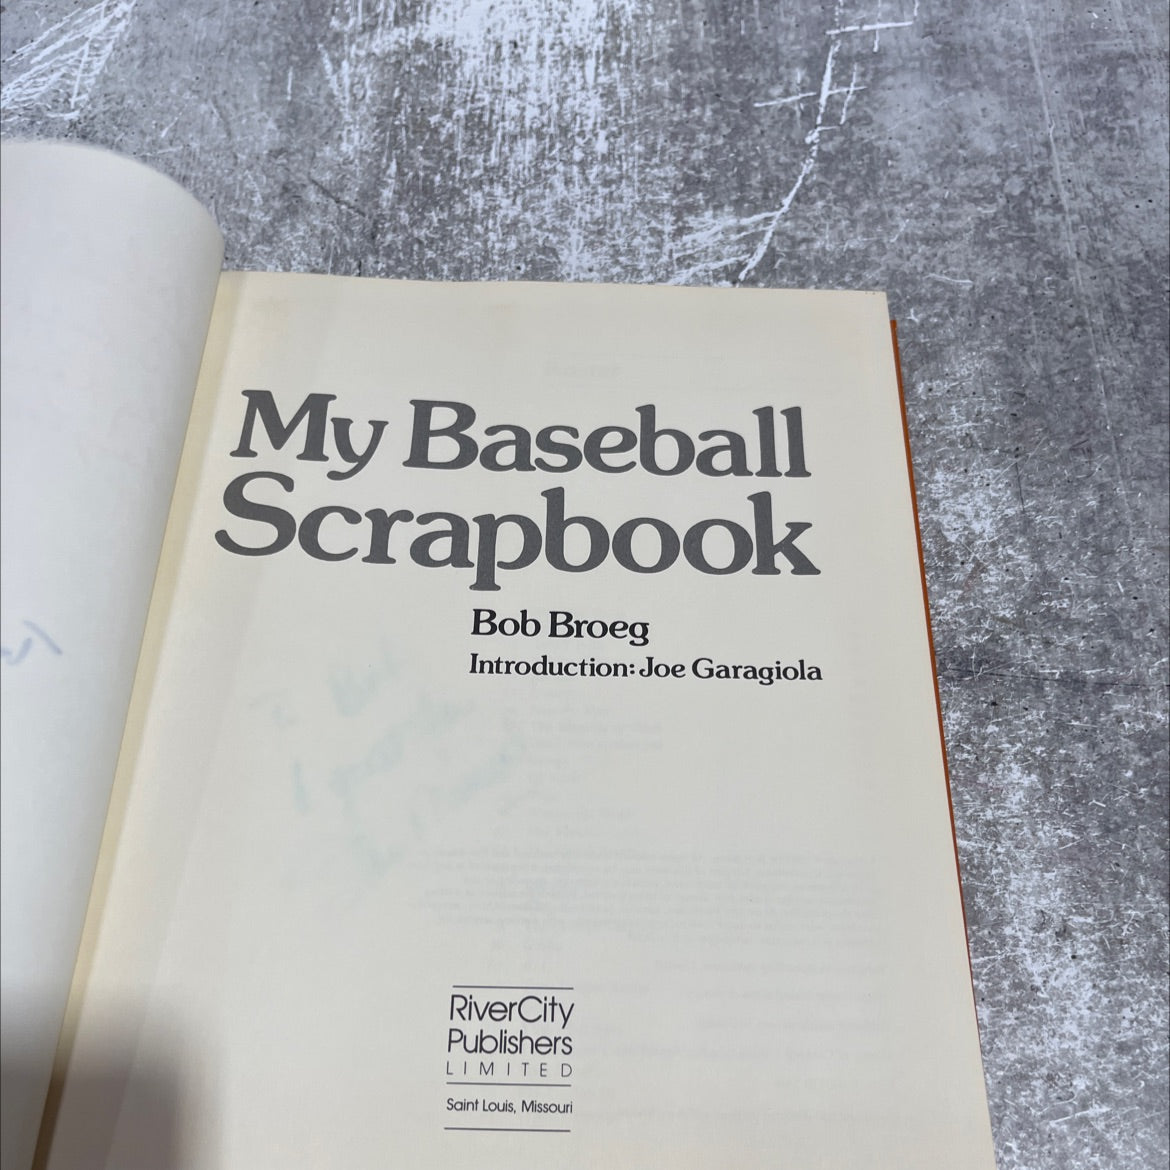 My Baseball
Scrapbook
Bob Broeg
Introduction: Joe Garagiola
RiverCity
Publishers
LIMITED
Saint Louis, Missouri